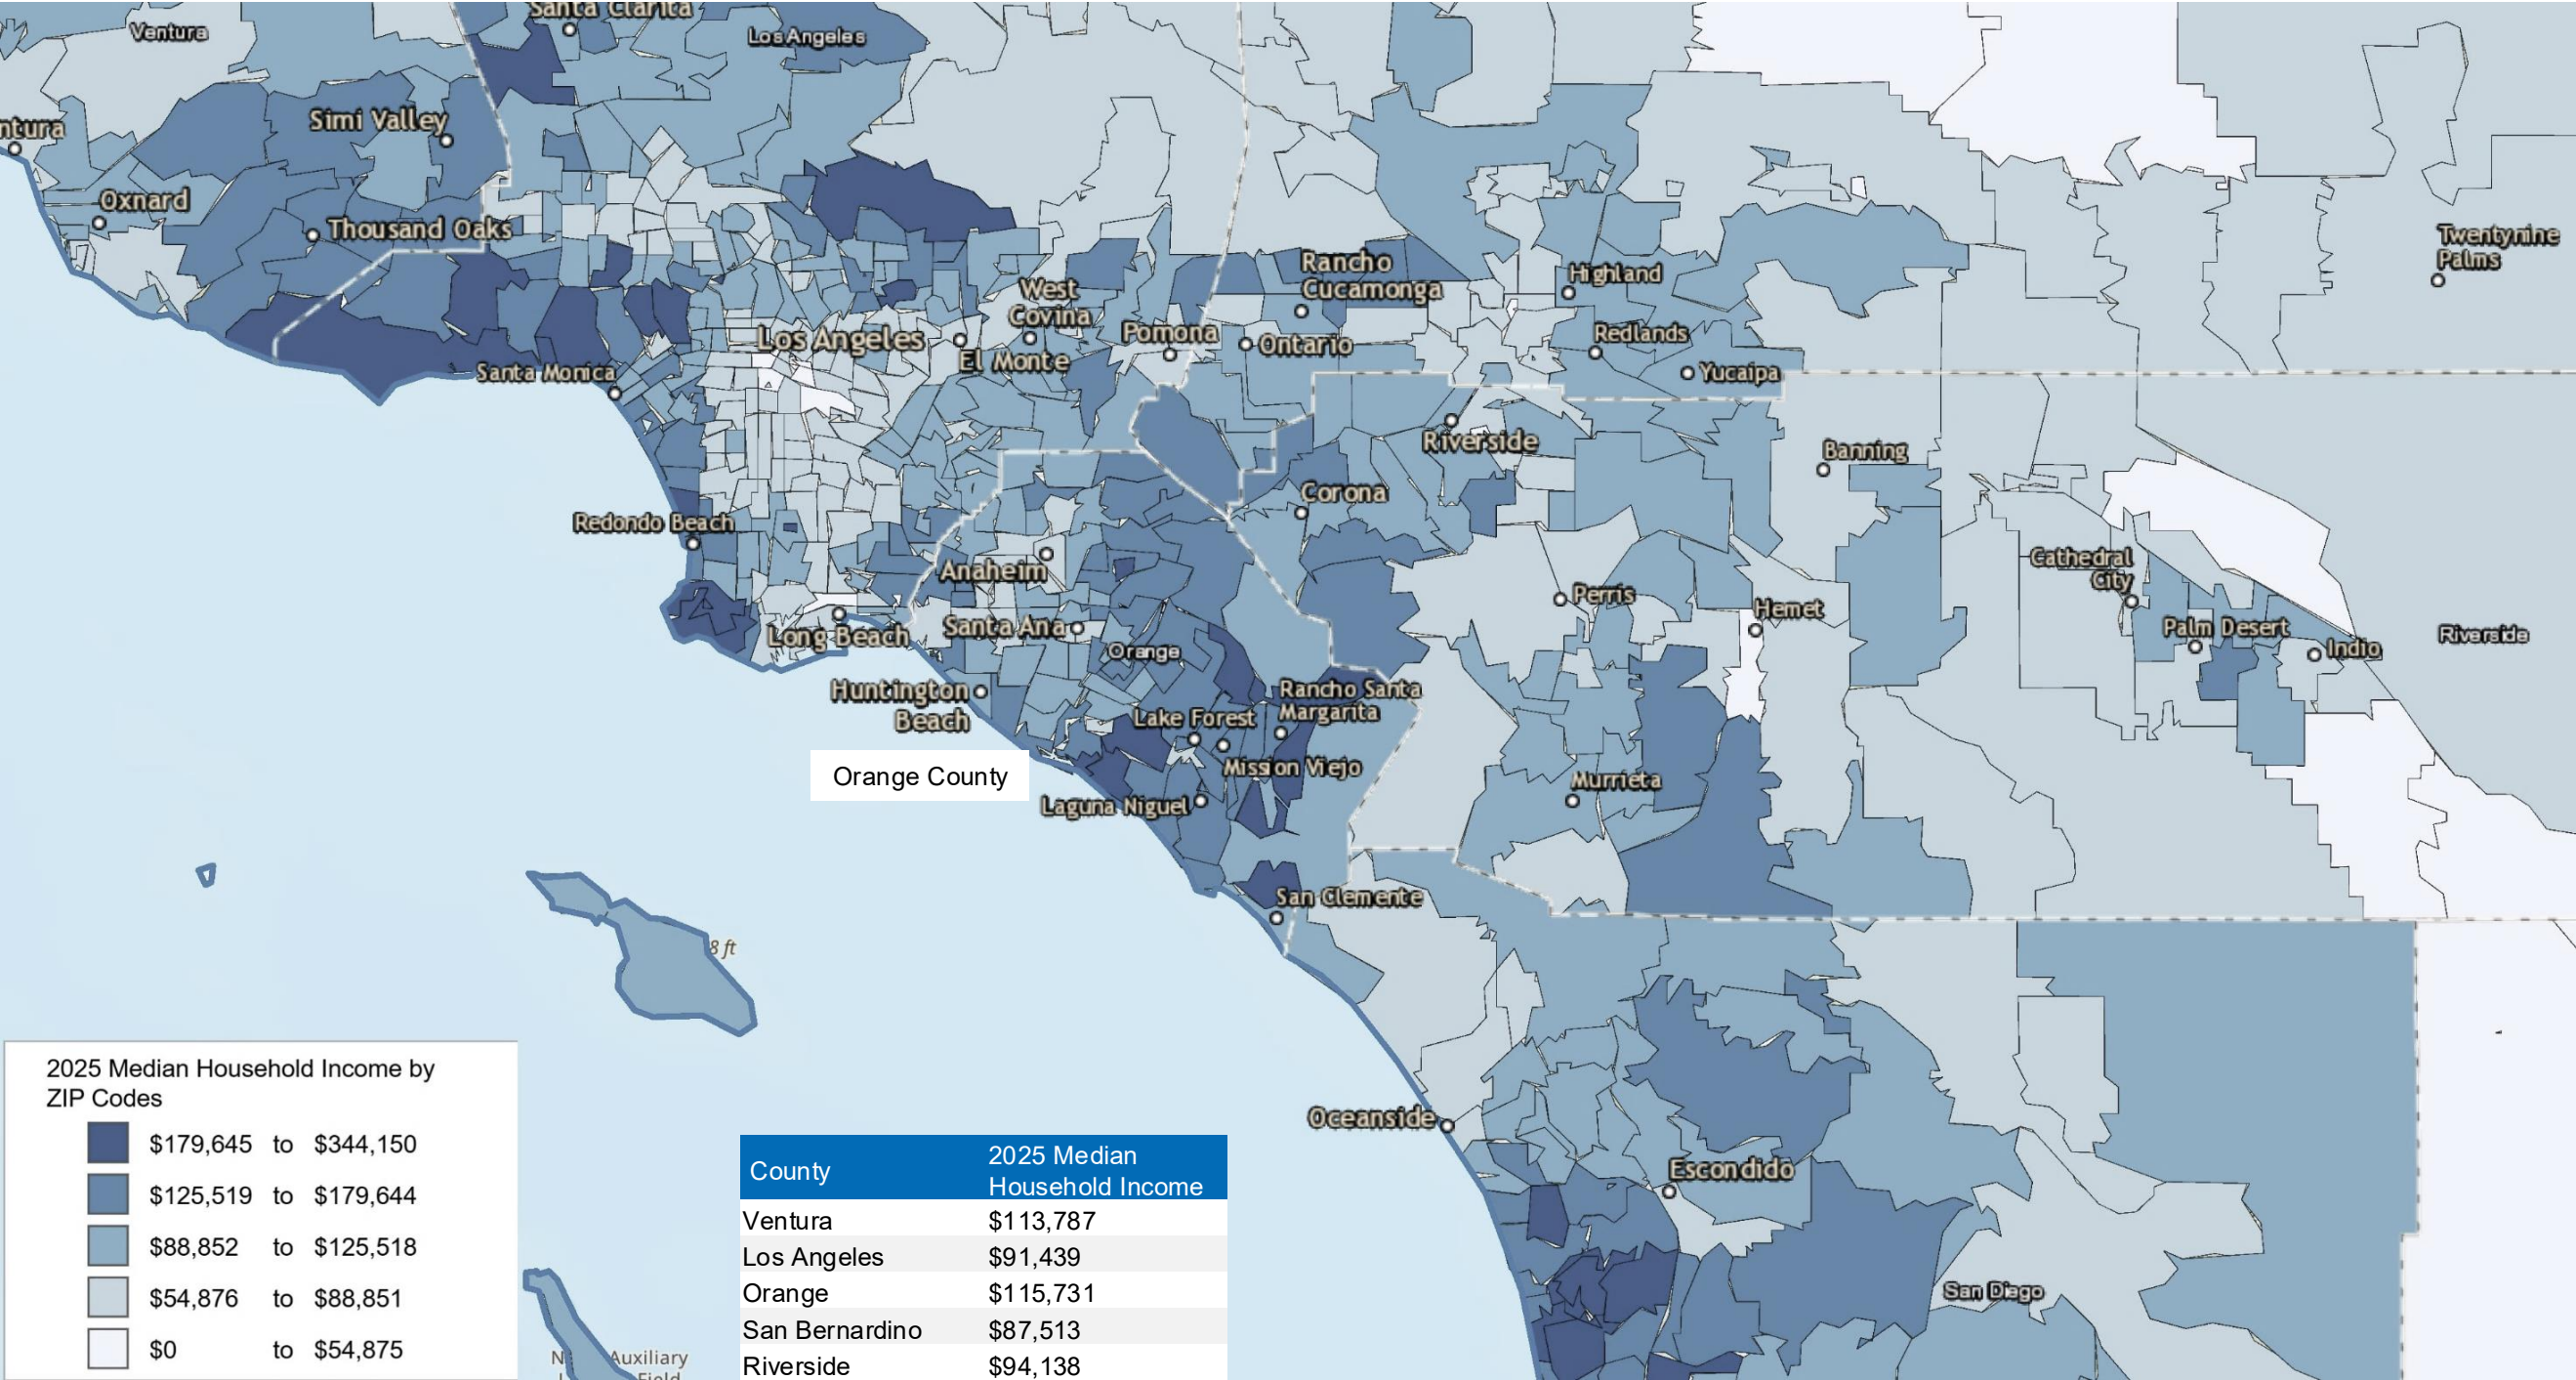 Santa Clarita
Ventura
Los Angeles
Simi Valley
ntura
Oxnard
Thousand Oaks
Twentynine
Palms
Rancho
Cucamonga
Highland
West
Covina
Los Angeles
El Monte
Pomona
Ontario
Redlands
Yucaipa
Santa Monica
Riverside
Banning
Corona
Redondo Beach
Anaheim
Cathedral
City
Perris
Hemet
Long Beach
Santa Ana
Orange
Palm Desert
Indio
Riverside
Huntington
Beach
Rancho Santa
Margarita
Lake Forest
Mission Viejo
Orange County
Laguna Niguel
Murrieta
San Clemente
8 ft
Oceanside
Escondido
San Diego
2025 Median Household Income by
ZIP Codes
$179,645 to $344,150
$125,519 to $179,644
$88,852 to $125,518
$54,876 to $88,851
$0 to $54,875
County 2025 Median
Household Income
Ventura $113,787
Los Angeles $91,439
Orange $115,731
San Bernardino $87,513
Riverside $94,138
Auxiliary
Field